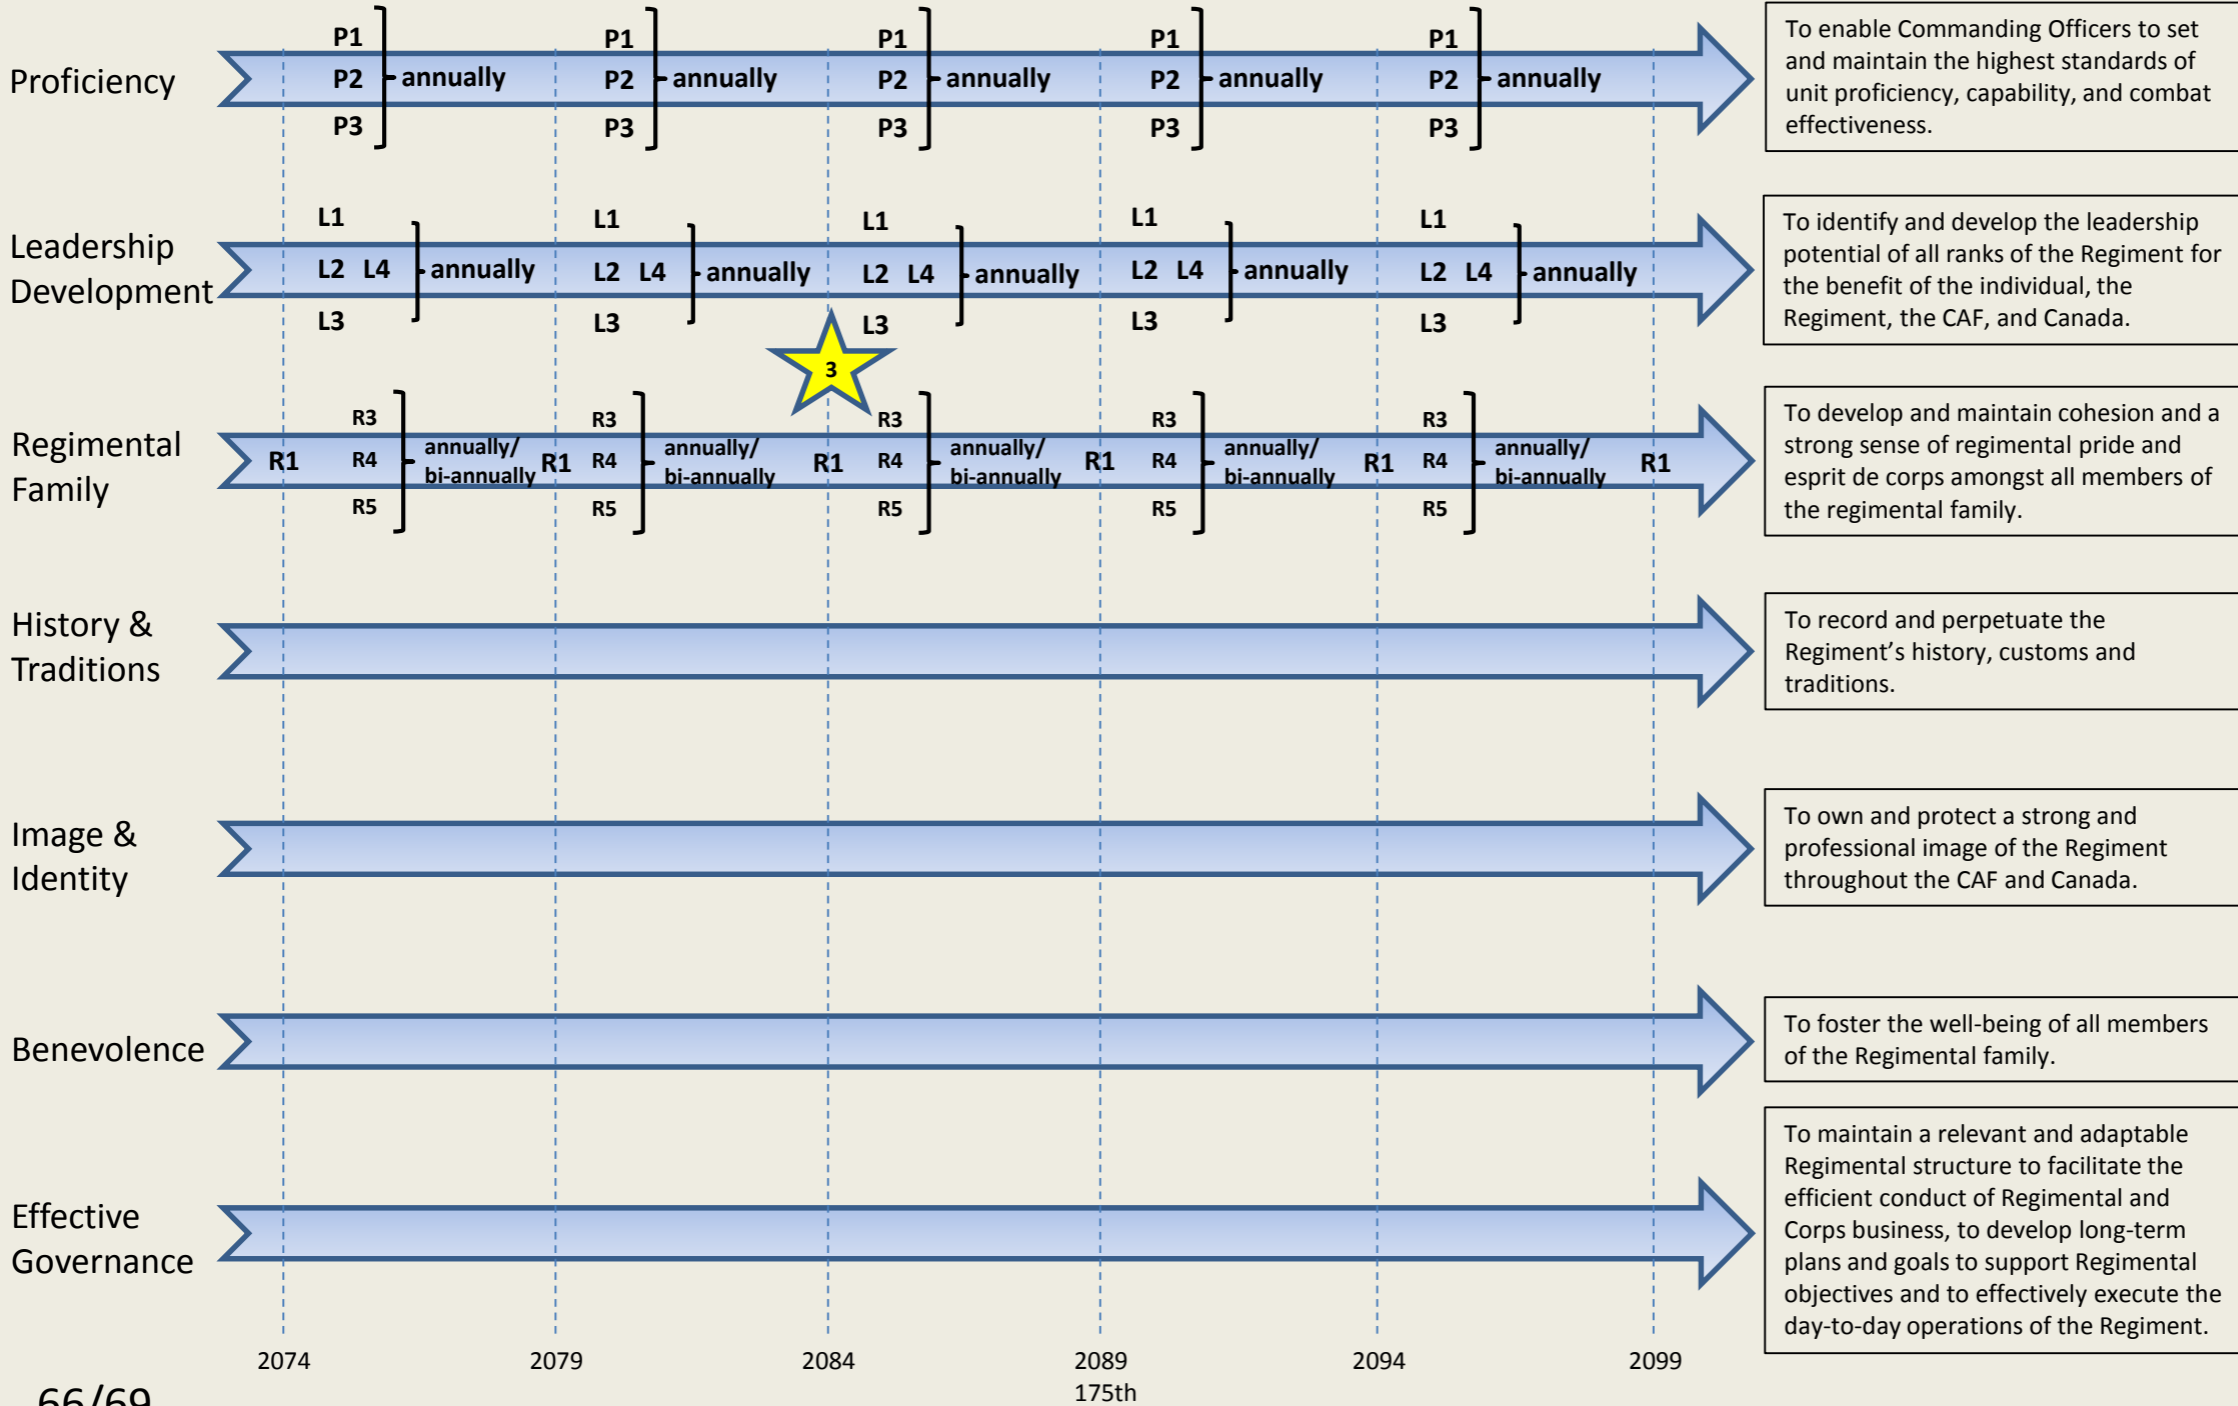 Proficiency
P1 P1 P1 P1 P1
P2 annually P2 annually P2 annually P2 annually P2 annually
P3 P3 P3 P3 P3
To enable Commanding Officers to set
and maintain the highest standards of
unit proficiency, capability, and combat
effectiveness.
Leadership
Development
L1 L1 L1 L1 L1
L2 L4 annually L2 L4 annually L2 L4 annually L2 L4 annually L2 L4 annually
L3 L3 L3 L3 L3
To identify and develop the leadership
potential of all ranks of the Regiment for
the benefit of the individual, the
Regiment, the CAF, and Canada.
3
Regimental
Family
R3 R3 R3 R3 R3
annually/ annually/ annually/ annually/ annually/
R1 R4 bi-annually R1 R4 bi-annually R1 R4 bi-annually R1 R4 bi-annually R1 R4 bi-annually R1
R5 R5 R5 R5 R5
To develop and maintain cohesion and a
strong sense of regimental pride and
esprit de corps amongst all members of
the regimental family.
History &
Traditions
To record and perpetuate the
Regiment’s history, customs and
traditions.
Image &
Identity
To own and protect a strong and
professional image of the Regiment
throughout the CAF and Canada.
Benevolence
To foster the well-being of all members
of the Regimental family.
Effective
Governance
To maintain a relevant and adaptable
Regimental structure to facilitate the
efficient conduct of Regimental and
Corps business, to develop long-term
plans and goals to support Regimental
objectives and to effectively execute the
day-to-day operations of the Regiment.
2074 2079 2084 2089 2094 2099
175th
66/69